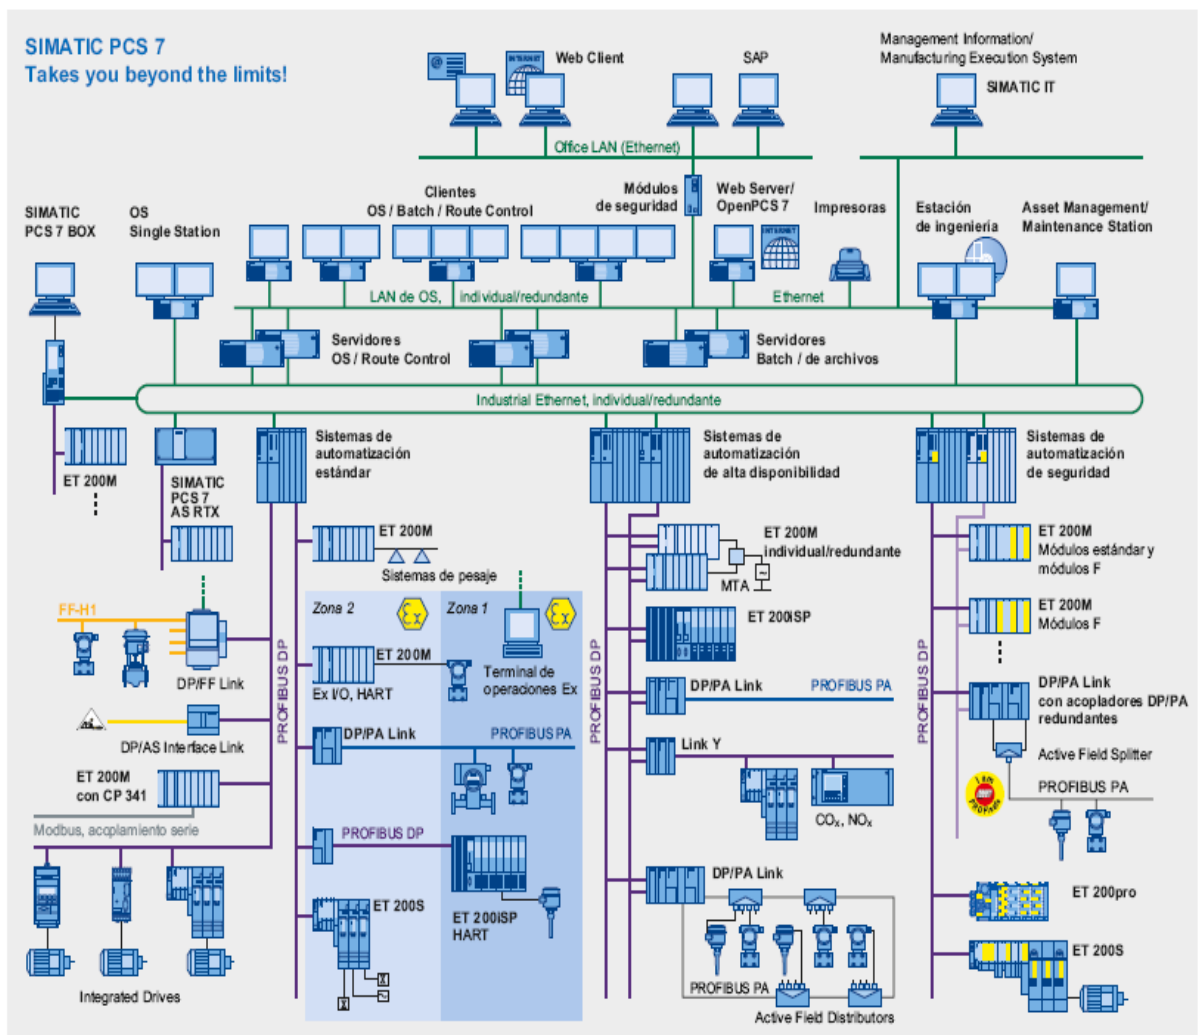 SIMATIC PCS 7
Takes you beyond the limits!
@
INTERNET
Web Client
SAP
Management Information/
Manufacturing Execution System
SIMATIC IT
Office LAN (Ethernet)
SIMATIC
PCS 7 BOX
OS
Single Station
Clientes
OS / Batch / Route Control
Módulos
de seguridad
Web Server/
OpenPCS 7
INTERNET
Impresoras
Estación
de ingeniería
Asset Management/
Maintenance Station
LAN de OS, individual/redundante
Ethernet
Servidores
OS / Route Control
Servidores
Batch / de archivos
Industrial Ethernet, individual/redundante
ET 200M
SIMATIC
PCS 7
AS RTX
Sistemas de
automatización
estándar
Sistemas de
automatización
de alta disponibilidad
Sistemas de
automatización
de seguridad
ET 200M
Sistemas de pesaje
ET 200M
individual/redundante
MTA
ET 200M
Módulos estándar y
módulos F
FF-H1
DP/FF Link
PROFIBUS DP
Zona 2
Ex
Zona 1
Ex
ET 200M
Ex I/O, HART
Terminal de
operaciones Ex
PROFIBUS DP
ET 200iSP
PROFIBUS DP
ET 200M
Módulos F
DP/AS Interface Link
DP/PA Link
PROFIBUS PA
DP/PA Link
PROFIBUS PA
DP/PA Link
con acopladores DP/PA
redundantes
ET 200M
con CP 341
Link Y
COx, NOx
Active Field Splitter
I am
PROFIsafe
PROFIBUS PA
Modbus, acoplamiento serie
PROFIBUS DP
ET 200S
ET 200iSP
HART
DP/PA Link
PROFIBUS PA
Active Field Distributors
ET 200pro
ET 200S
Integrated Drives